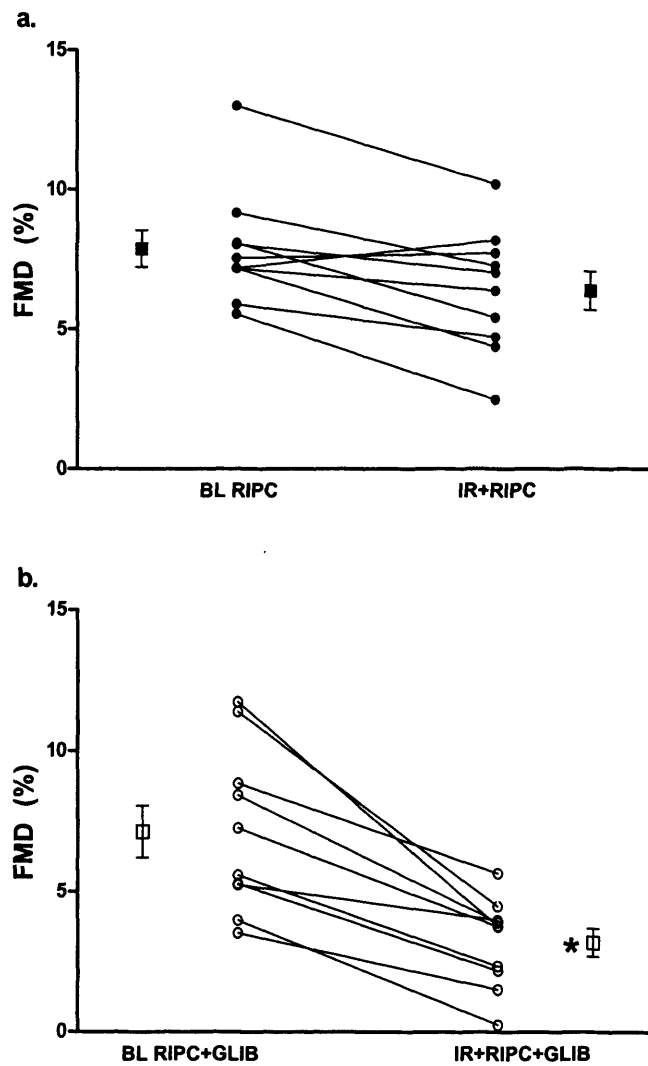 a.
15
10
5
0
FMD (%)
BL RIPC
IR+RIPC
b.
15
10
5
0
FMD (%)
*
BL RIPC+GLIB
IR+RIPC+GLIB